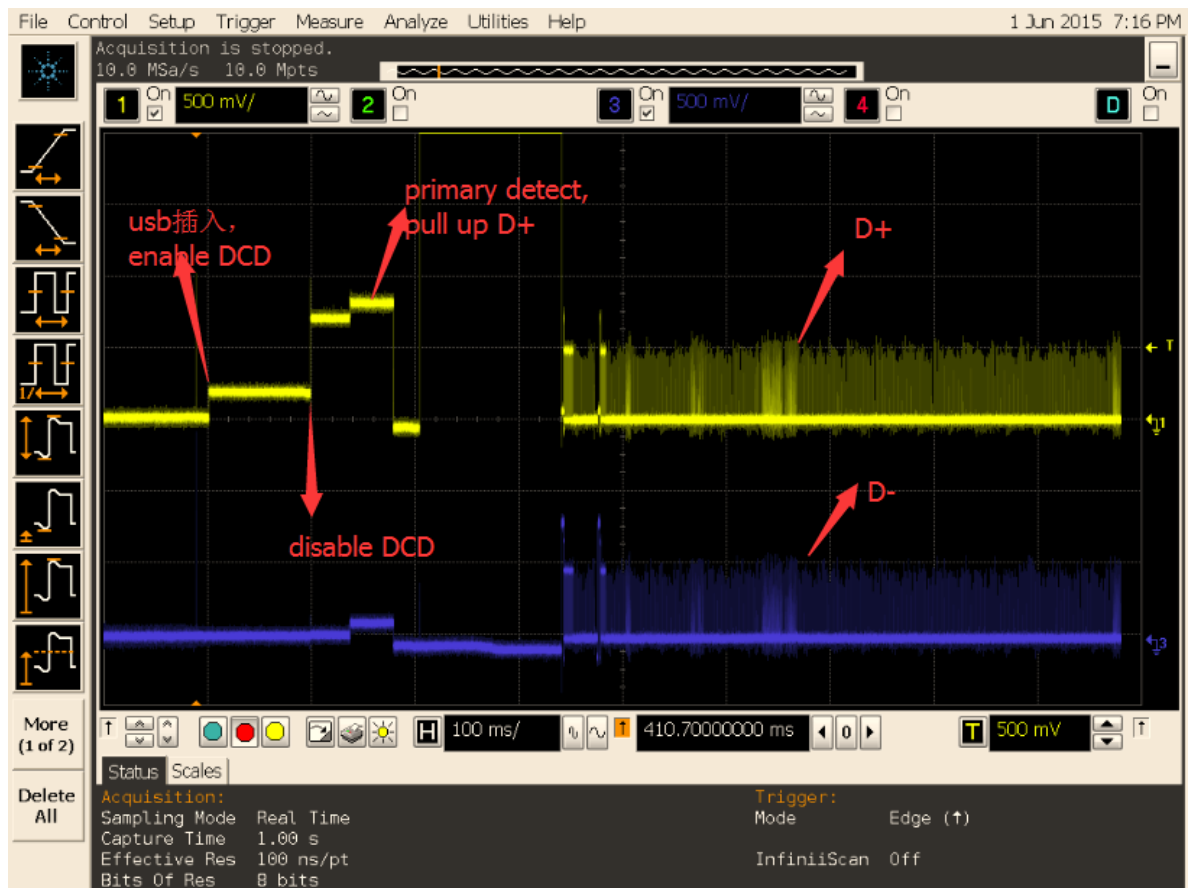 File Control Setup Trigger Measure Analyze Utilities Help 1 Jun 2015 7:16 PM
Acquisition is stopped.
10.0 MSa/s 10.0 Mpts
1 On 500 mV/ 2 On 3 On 500 mV/ 4 On D On
primary detect,
pull up D+
usb插入，
enable DCD
D+
T
1
D-
disable DCD
3
1/
More
(1 of 2)
Delete
All
H 100 ms/ 410.70000000 ms 0 T 500 mV
Status Scales
Acquisition:
Sampling Mode Real Time
Capture Time 1.00 s
Effective Res 100 ns/pt
Bits Of Res 8 bits
Trigger:
Mode Edge (↑)
InfiniiScan Off